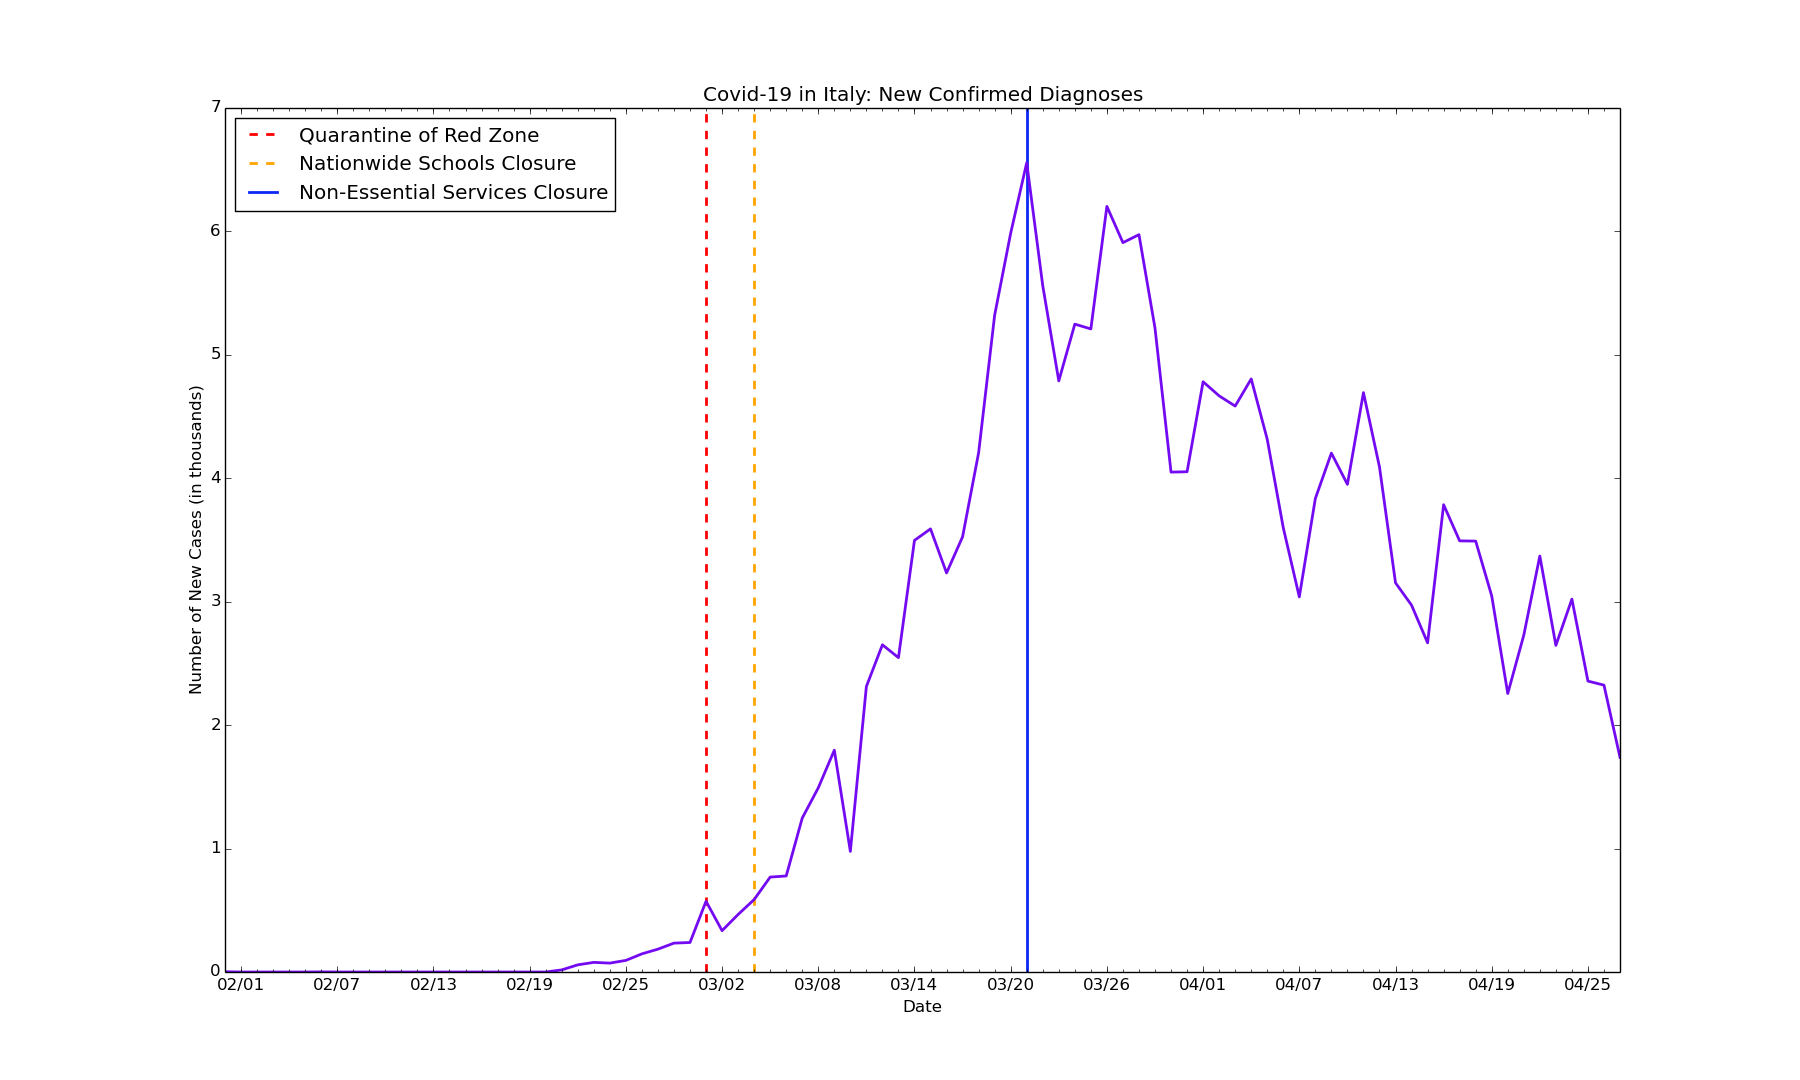 Covid-19 in Italy: New Confirmed Diagnoses
Quarantine of Red Zone
Nationwide Schools Closure
Non-Essential Services Closure
Number of New Cases (in thousands)
7
6
5
4
3
2
1
0
02/01 02/07 02/13 02/19 02/25 03/02 03/08 03/14 03/20 03/26 04/01 04/07 04/13 04/19 04/25
Date